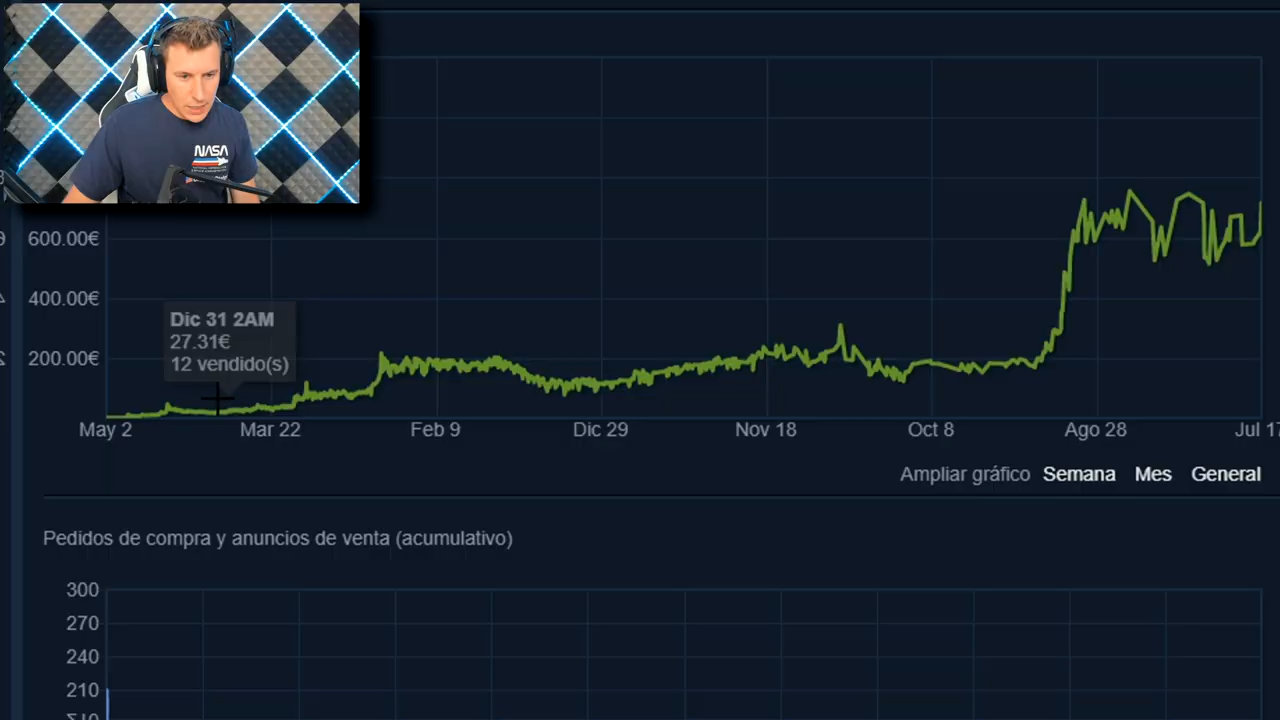 NASA
600.00€
400.00€
200.00€
Dic 31 2AM
27.31€
12 vendido(s)
May 2
Mar 22
Feb 9
Dic 29
Nov 18
Oct 8
Ago 28
Jul 17
Ampliar gráfico Semana Mes General
Pedidos de compra y anuncios de venta (acumulativo)
300
270
240
210